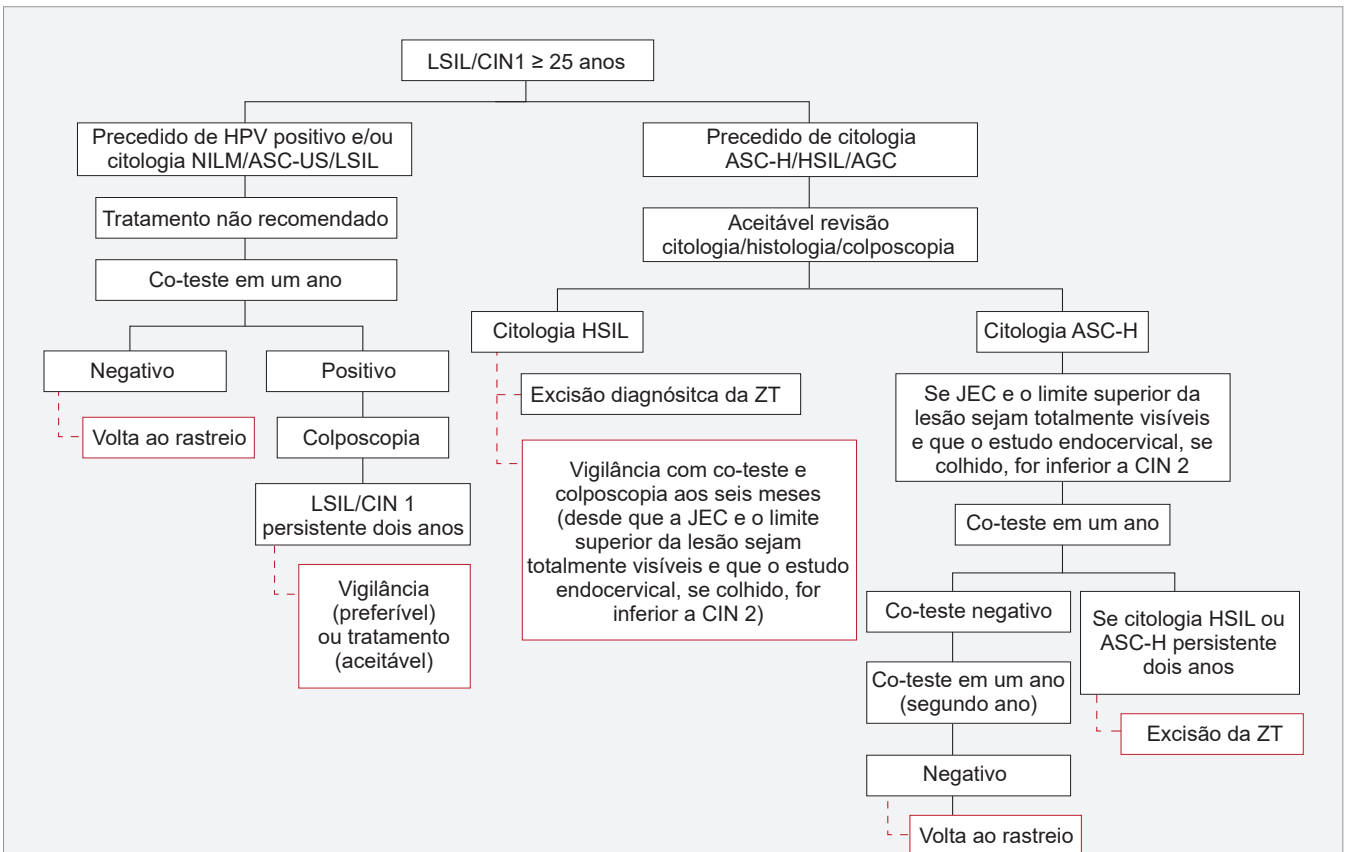 LSIL/CIN1 ≥ 25 anos
Precedido de HPV positivo e/ou
citologia NILM/ASC-US/LSIL
Tratamento não recomendado
Co-teste em um ano
Negativo
Volta ao rastreio
Positivo
Colposcopia
LSIL/CIN 1
persistente dois anos
Vigilância
(preferível)
ou tratamento
(aceitável)
Precedido de citologia
ASC-H/HSIL/AGC
Aceitável revisão
citologia/histologia/colposcopia
Citologia HSIL
Excisão diagnósitca da ZT
Vigilância com co-teste e
colposcopia aos seis meses
(desde que a JEC e o limite
superior da lesão sejam
totalmente visíveis e que o estudo
endocervical, se colhido, for
inferior a CIN 2)
Citologia ASC-H
Se JEC e o limite superior da
lesão sejam totalmente visíveis
e que o estudo endocervical, se
colhido, for inferior a CIN 2
Co-teste em um ano
Co-teste negativo
Co-teste em um ano
(segundo ano)
Negativo
Volta ao rastreio
Se citologia HSIL ou
ASC-H persistente
dois anos
Excisão da ZT